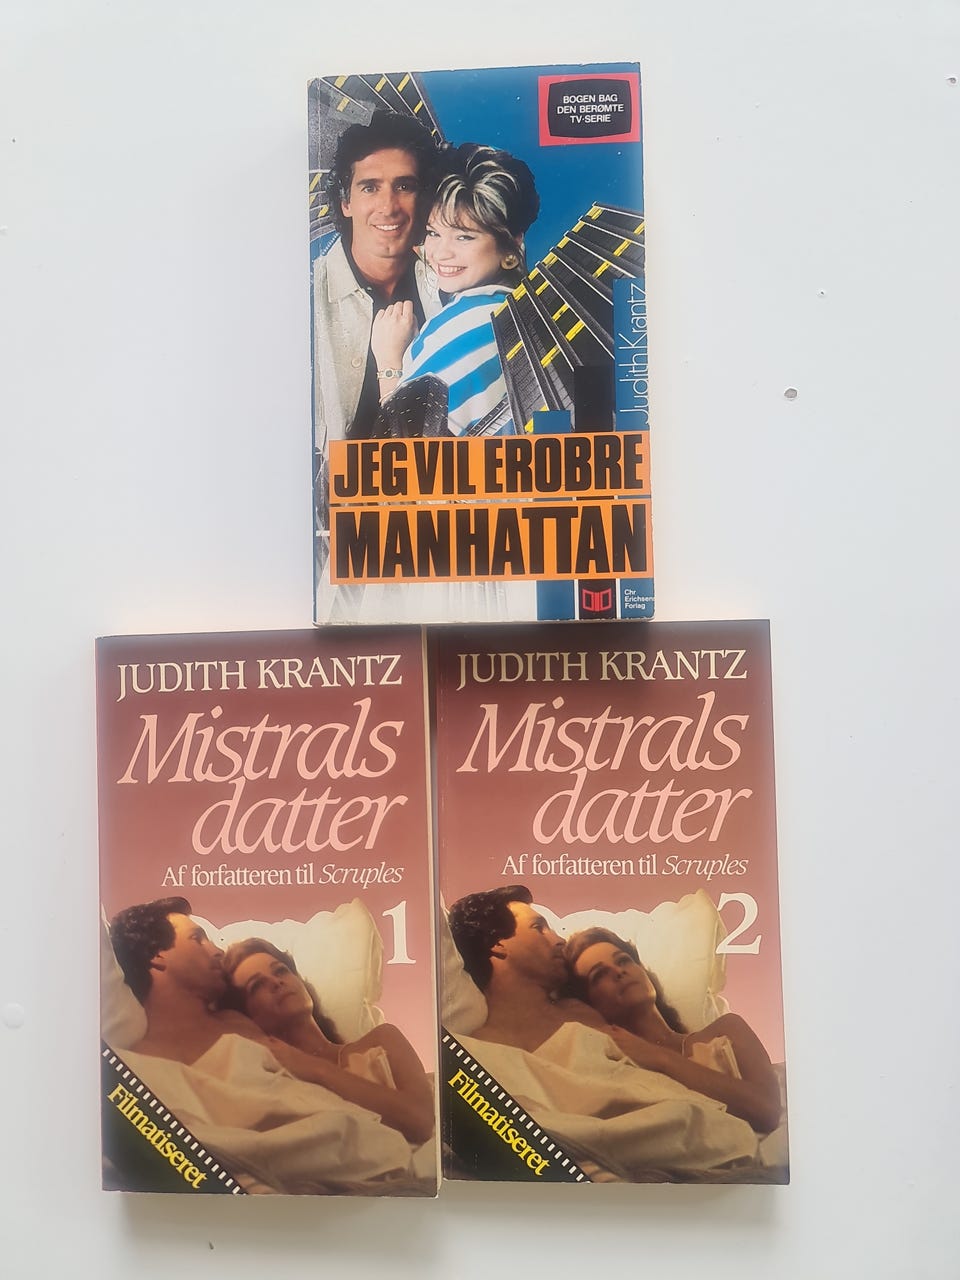 BOGEN BAG
DEN BERØMTE
TV-SERIE
Judith Krantz
JEG VIL EROBRE
MANHATTAN
Chr
Erichsens
Forlag
JUDITH KRANTZ
Mistrals
datter
Af forfatteren til Scruples
1
Filmatiseret
JUDITH KRANTZ
Mistrals
datter
Af forfatteren til Scruples
2
Filmatiseret